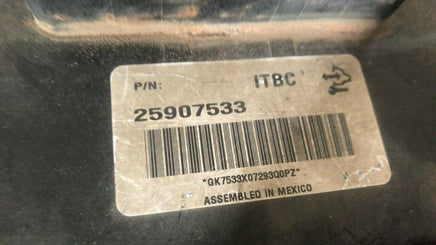 P/N: ITBC
25907533
*GK7533X07293Q0PZ*
ASSEMBLED IN MEXICO